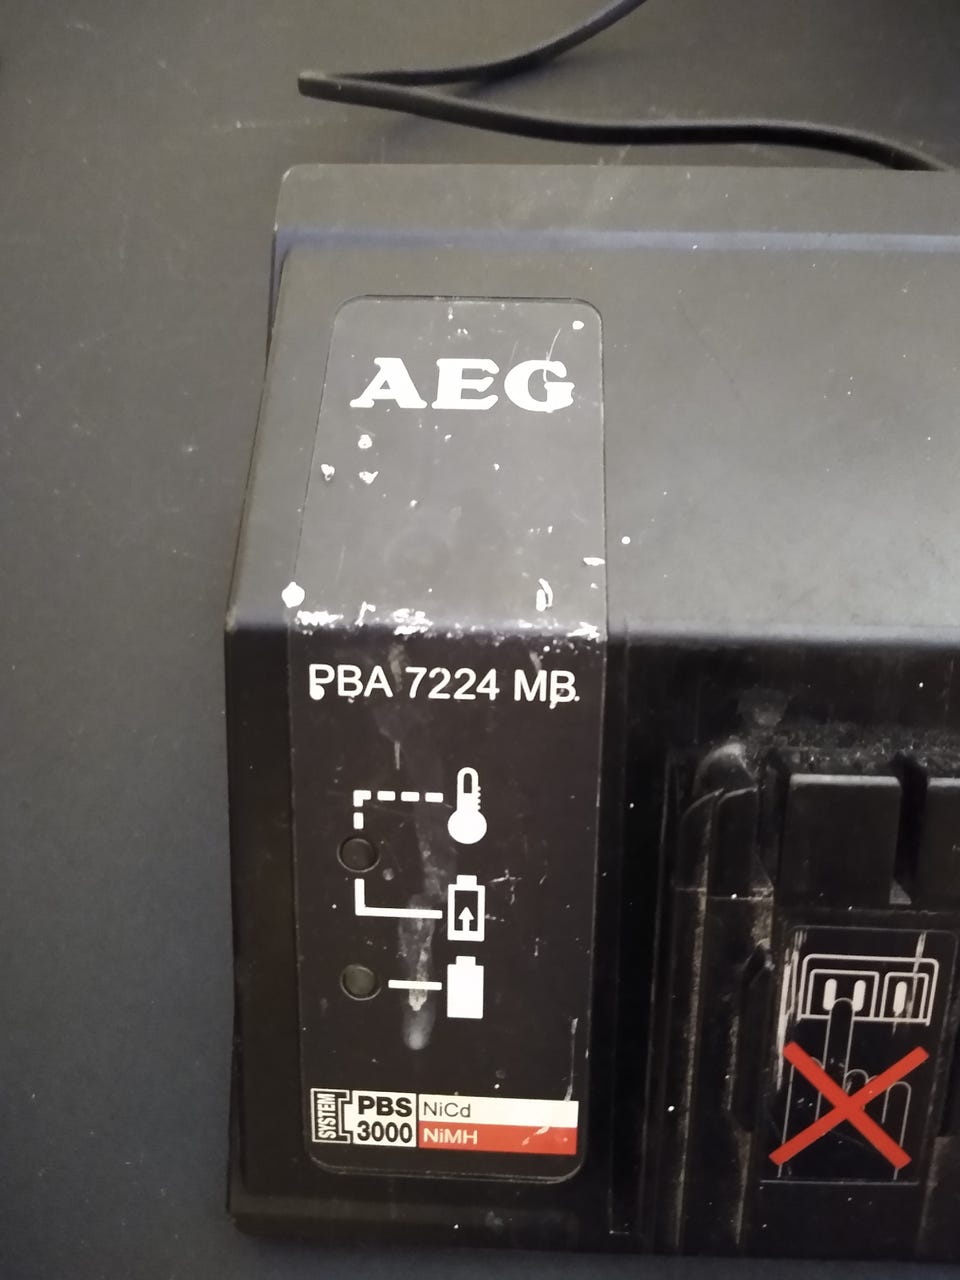 AEG
PBA 7224 MB
SYSTEM
PBS NiCd
3000 NiMH